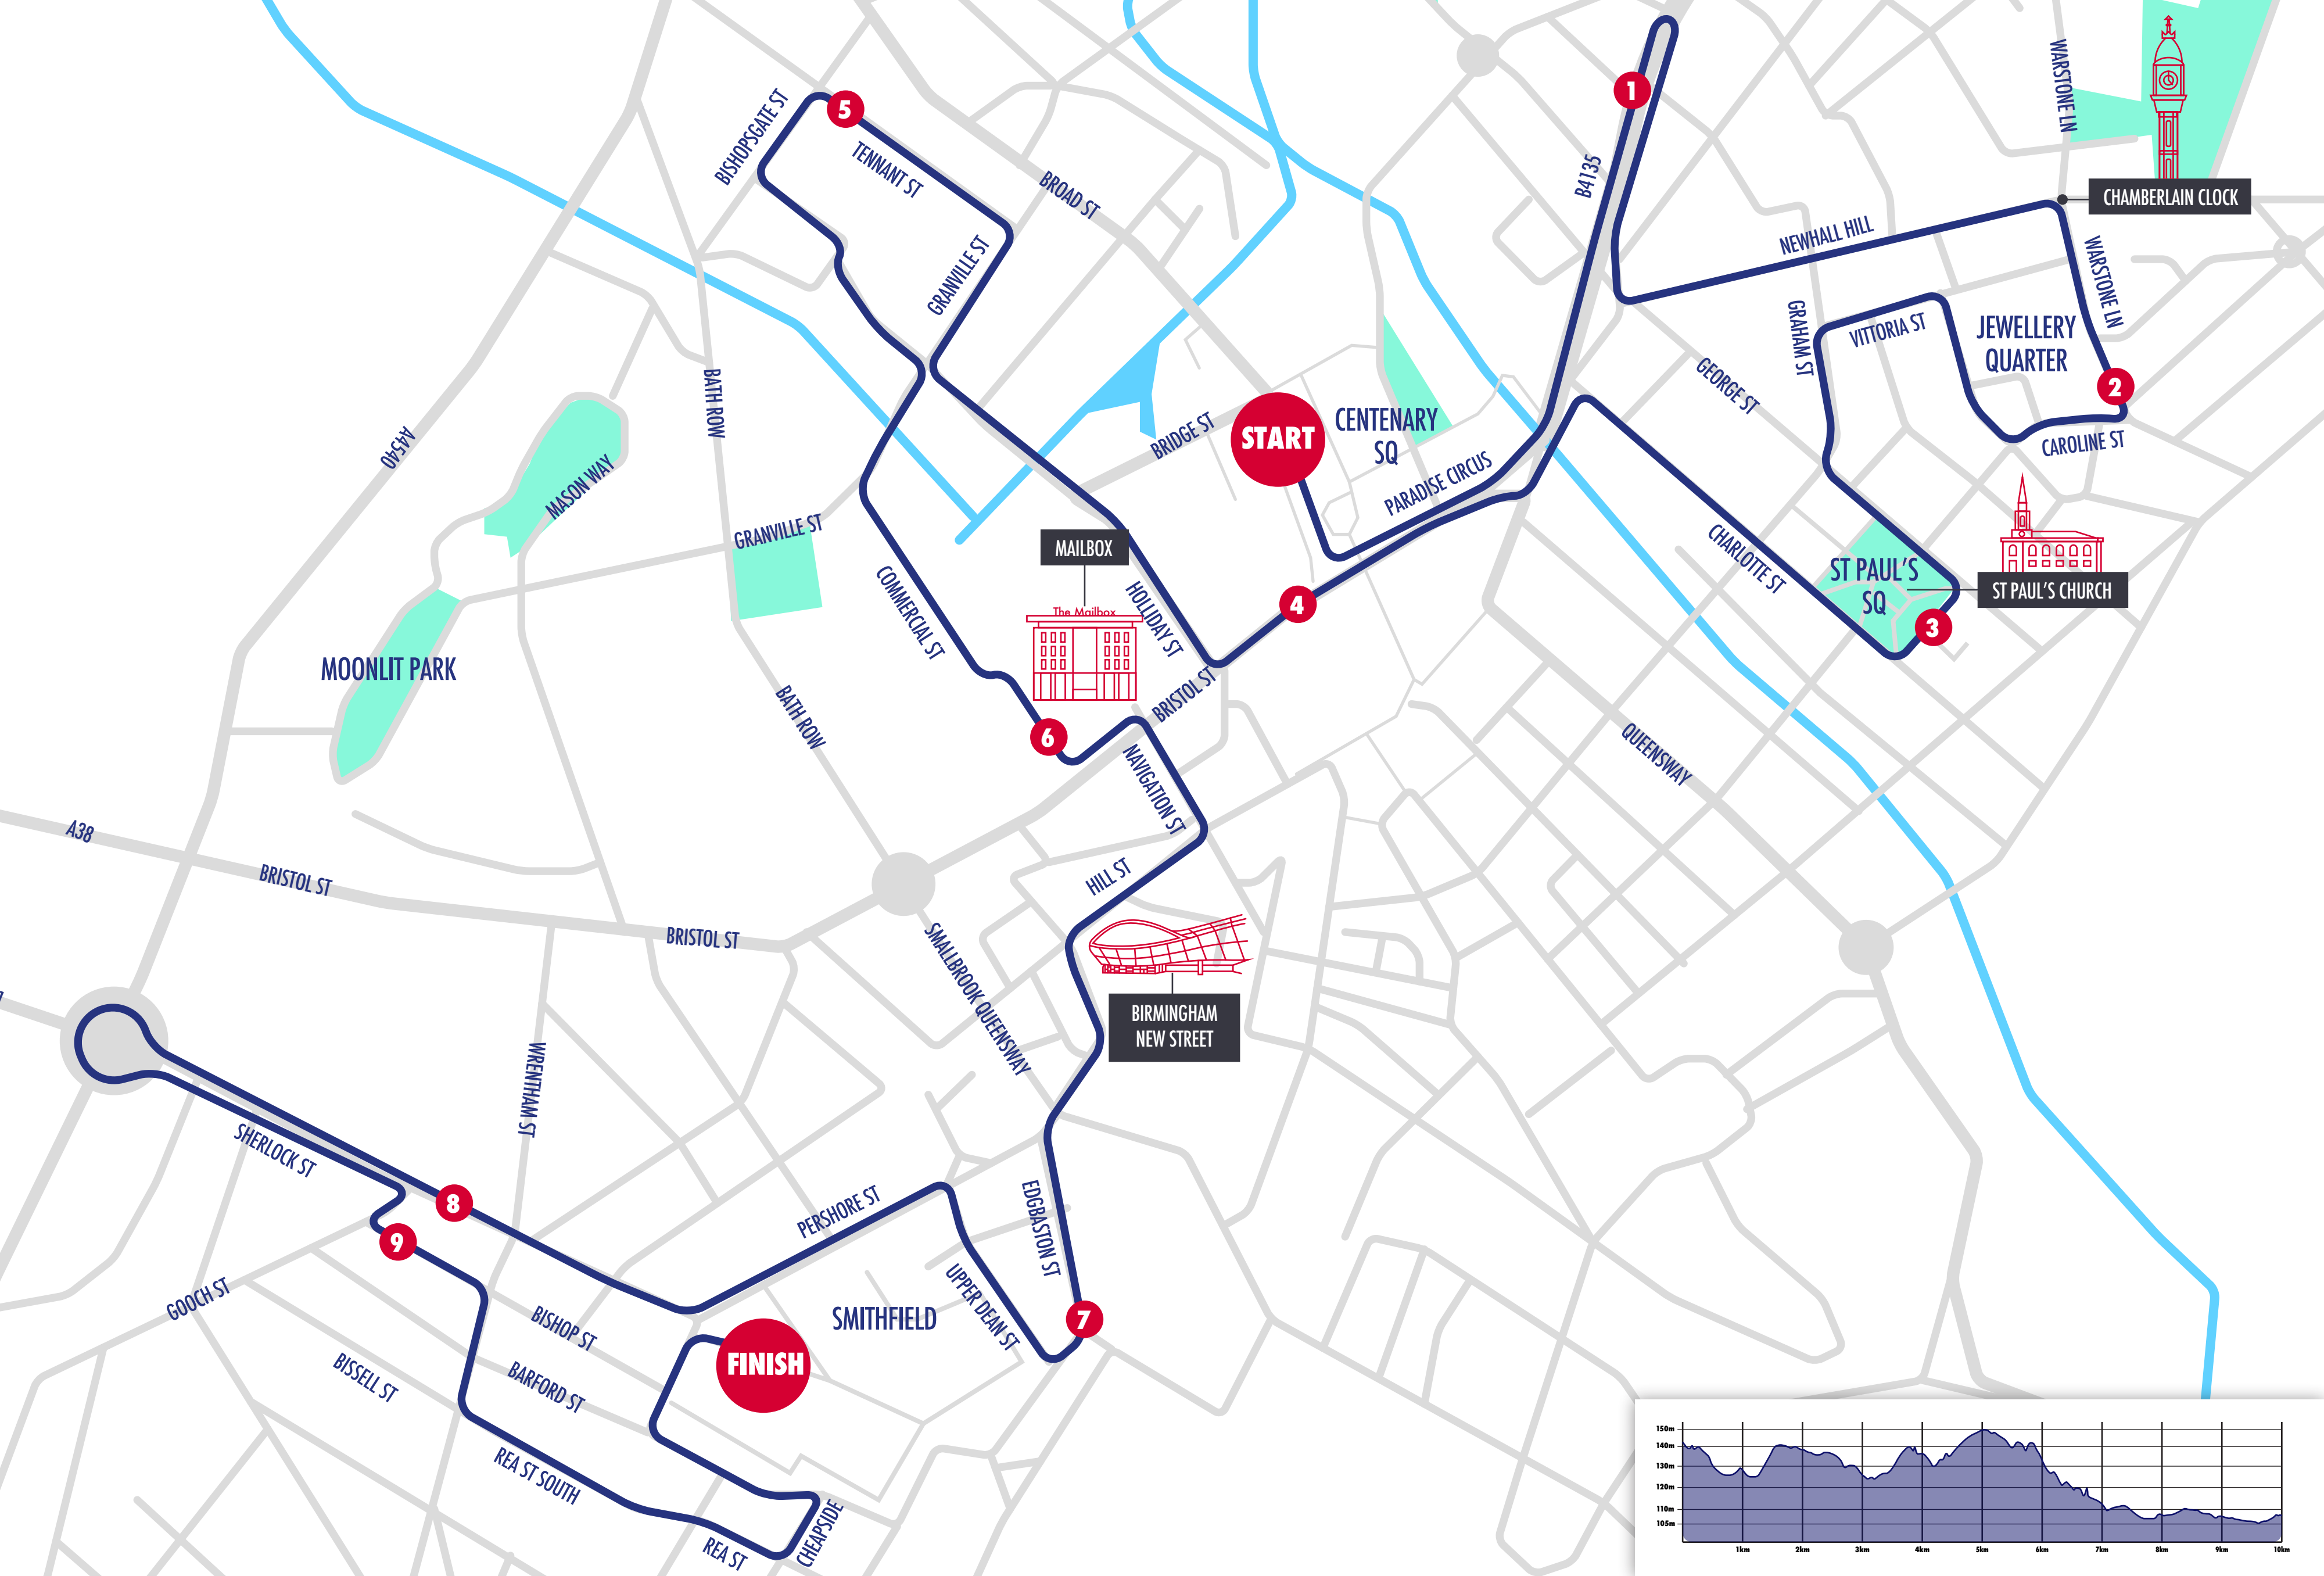 WARSTONE LN
CHAMBERLAIN CLOCK
1
5
BISHOPSGATE ST
TENNANT ST
BROAD ST
B4135
NEWHALL HILL
WARSTONE LN
GRANVILLE ST
GRAHAM ST
VITTORIA ST
JEWELLERY
QUARTER
2
CAROLINE ST
GEORGE ST
BATH ROW
A4540
MASON WAY
BRIDGE ST
START
CENTENARY
SQ
PARADISE CIRCUS
GRANVILLE ST
MAILBOX
The Mailbox
HOLLIDAY ST
COMMERCIAL ST
4
CHARLOTTE ST
ST PAUL'S
SQ
ST PAUL'S CHURCH
3
MOONLIT PARK
BATH ROW
6
BRISTOL ST
NAVIGATION ST
QUEENSWAY
A38
BRISTOL ST
BRISTOL ST
HILL ST
SMALLBROOK QUEENSWAY
BIRMINGHAM
NEW STREET
WRENTHAM ST
SHERLOCK ST
8
9
PERSHORE ST
EDGBASTON ST
UPPER DEAN ST
7
SMITHFIELD
FINISH
GOOCH ST
BISHOP ST
BISSELL ST
BARFORD ST
REA ST SOUTH
REA ST
CHEAPSIDE
150m
140m
130m
120m
110m
105m
1km 2km 3km 4km 5km 6km 7km 8km 9km 10km